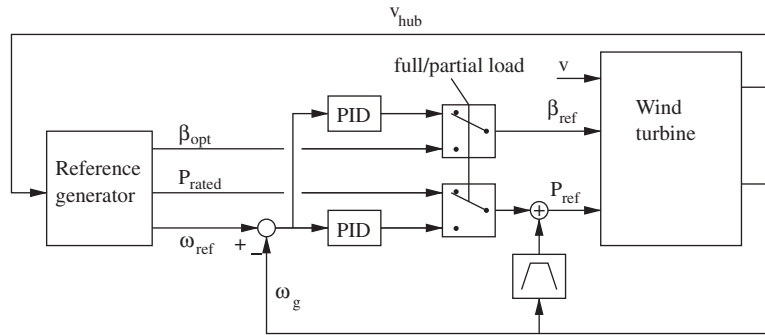 v_hub
full/partial load
v
PID
β_ref
Wind
turbine
β_opt
Reference
generator
P_rated
P_ref
+
ω_ref
+ −
PID
ω_g